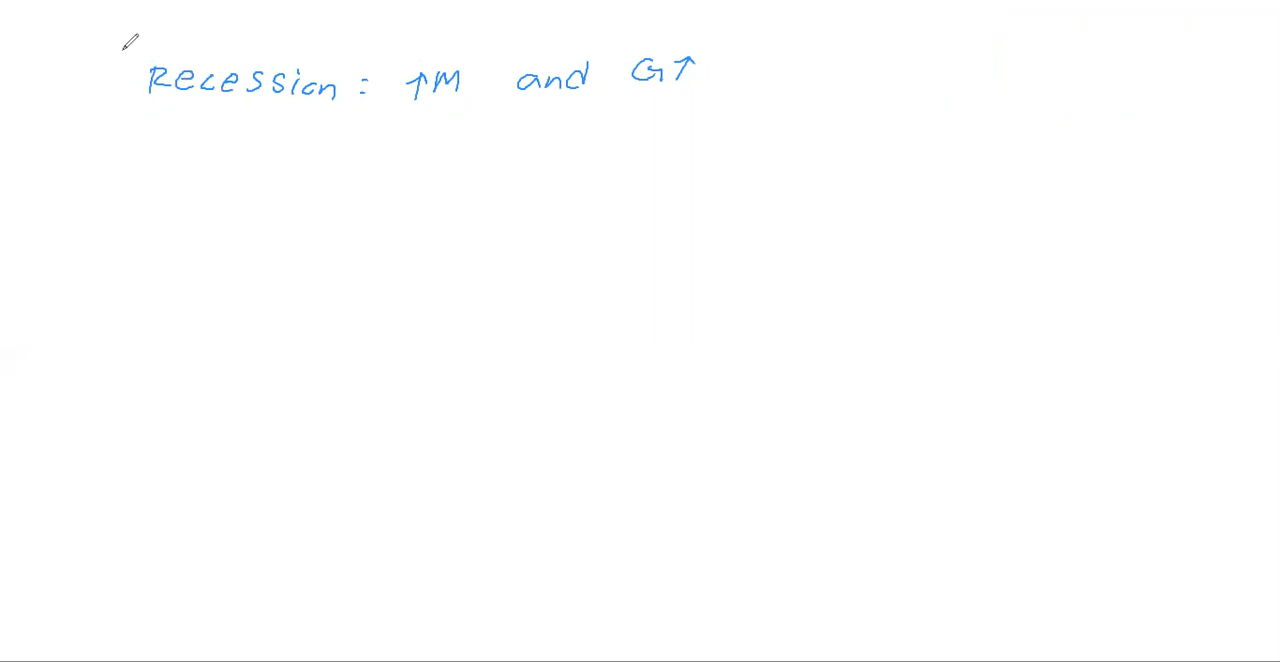 Recession: ↑M and G↑